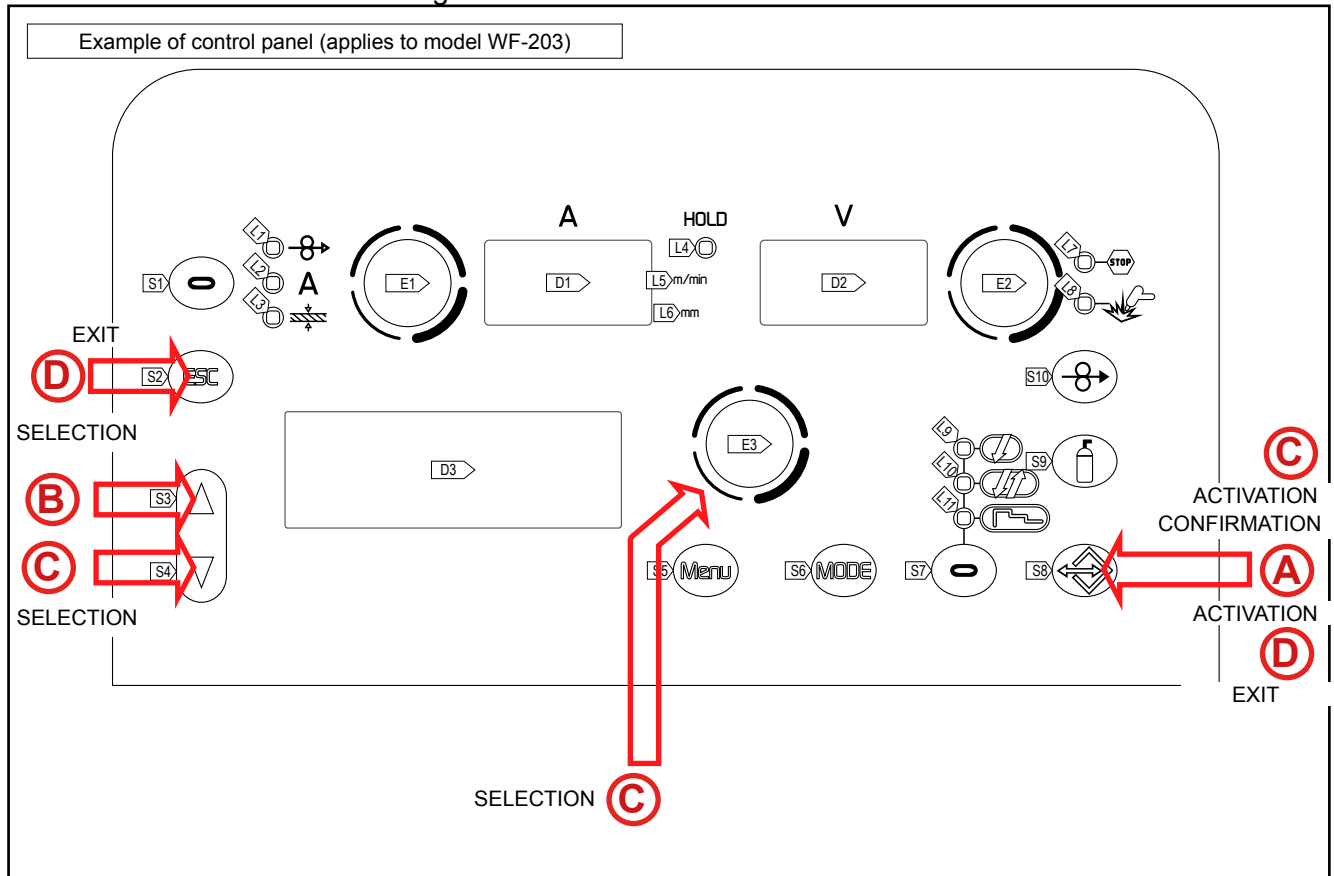 Example of control panel (applies to model WF-203)
A
HOLD
V
L1
L2
A
L3
S1
E1
D1
L4
L5 m/min
L6 mm
D2
E2
L7
STOP
L8
EXIT
D
S2
ESC
SELECTION
S10
E3
D3
L9
L10
L11
S9
C
ACTIVATION
CONFIRMATION
B
S3
C
S4
SELECTION
S5
Menu
S6
MODE
S7
S8
A
ACTIVATION
D
EXIT
SELECTION
C